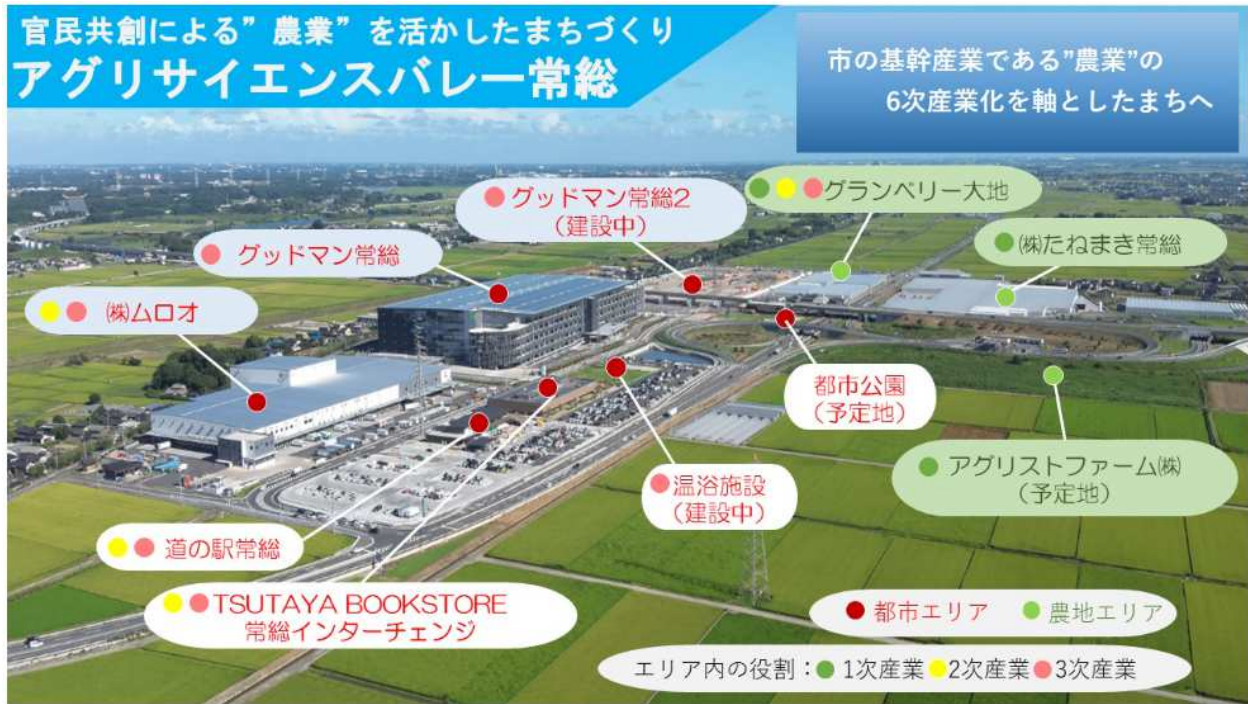 官民共創による”農業”を活かしたまちづくり
アグリサイエンスバレー常総
市の基幹産業である”農業”の
6次産業化を軸としたまちへ
グッドマン常総2
(建設中)
グランベリー大地
グッドマン常総
㈱たねまき常総
㈱ムロオ
都市公園
(予定地)
アグリストファーム㈱
(予定地)
温浴施設
(建設中)
道の駅常総
TSUTAYA BOOKSTORE
常総インターチェンジ
都市エリア 農地エリア
エリア内の役割：1次産業 2次産業 3次産業